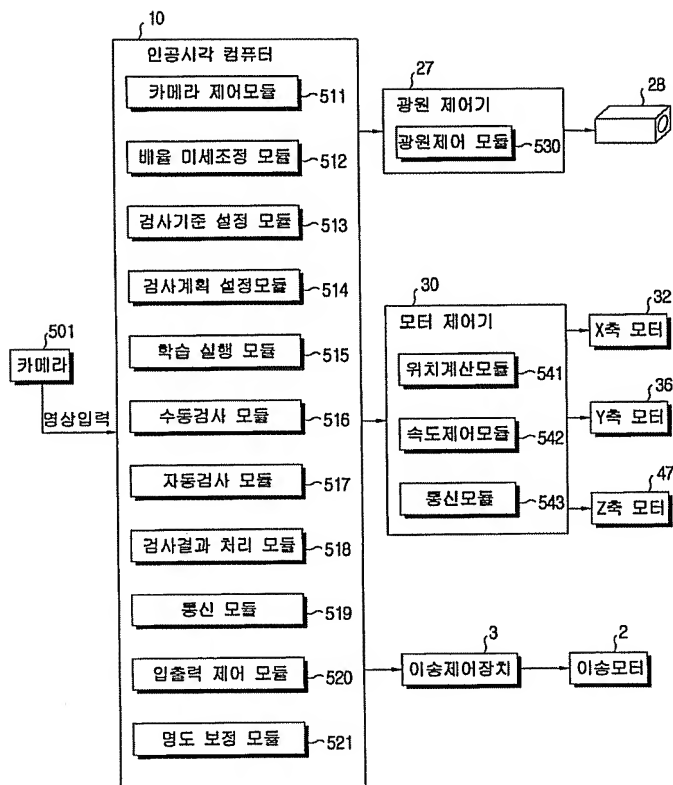 10
인공시각 컴퓨터
카메라 제어모듈
511
배율 미세조정 모듈
512
검사기준 설정 모듈
513
검사계획 설정모듈
514
학습 실행 모듈
515
수동검사 모듈
516
자동검사 모듈
517
검사결과 처리 모듈
518
통신 모듈
519
입출력 제어 모듈
520
명도 보정 모듈
521
501
카메라
영상입력
27
광원 제어기
광원제어 모듈
530
28
30
모터 제어기
위치계산모듈
541
속도제어모듈
542
통신모듈
543
32
X축 모터
36
Y축 모터
47
Z축 모터
3
이송제어장치
2
이송모터